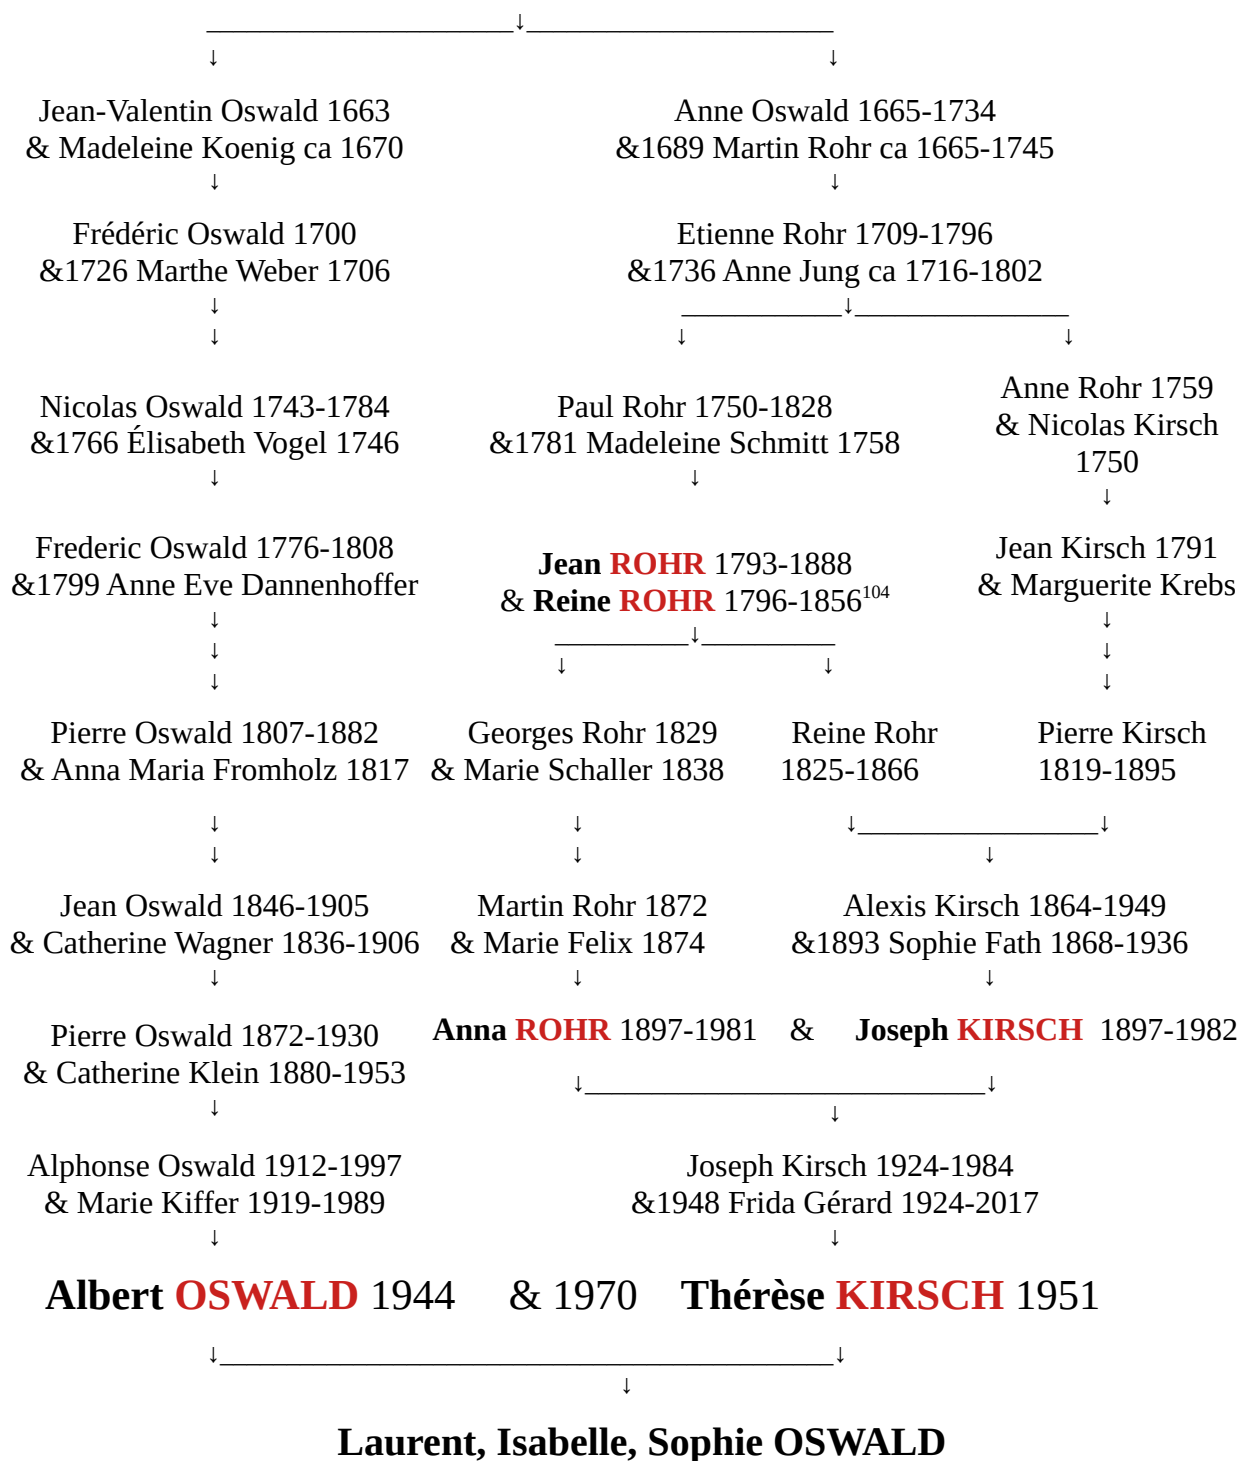 Jean-Valentin Oswald 1663
& Madeleine Koenig ca 1670
Anne Oswald 1665-1734
&1689 Martin Rohr ca 1665-1745
Frédéric Oswald 1700
&1726 Marthe Weber 1706
Etienne Rohr 1709-1796
&1736 Anne Jung ca 1716-1802
Nicolas Oswald 1743-1784
&1766 Élisabeth Vogel 1746
Paul Rohr 1750-1828
&1781 Madeleine Schmitt 1758
Anne Rohr 1759
& Nicolas Kirsch
1750
Frederic Oswald 1776-1808
&1799 Anne Eve Dannenhoffer
Jean ROHR 1793-1888
& Reine ROHR 1796-1856104
Jean Kirsch 1791
& Marguerite Krebs
Pierre Oswald 1807-1882
& Anna Maria Fromholz 1817
Georges Rohr 1829
& Marie Schaller 1838
Reine Rohr
1825-1866
Pierre Kirsch
1819-1895
Jean Oswald 1846-1905
& Catherine Wagner 1836-1906
Martin Rohr 1872
& Marie Felix 1874
Alexis Kirsch 1864-1949
&1893 Sophie Fath 1868-1936
Pierre Oswald 1872-1930
& Catherine Klein 1880-1953
Anna ROHR 1897-1981 & Joseph KIRSCH 1897-1982
Alphonse Oswald 1912-1997
& Marie Kiffer 1919-1989
Joseph Kirsch 1924-1984
&1948 Frida Gérard 1924-2017
Albert OSWALD 1944 & 1970 Thérèse KIRSCH 1951
Laurent, Isabelle, Sophie OSWALD